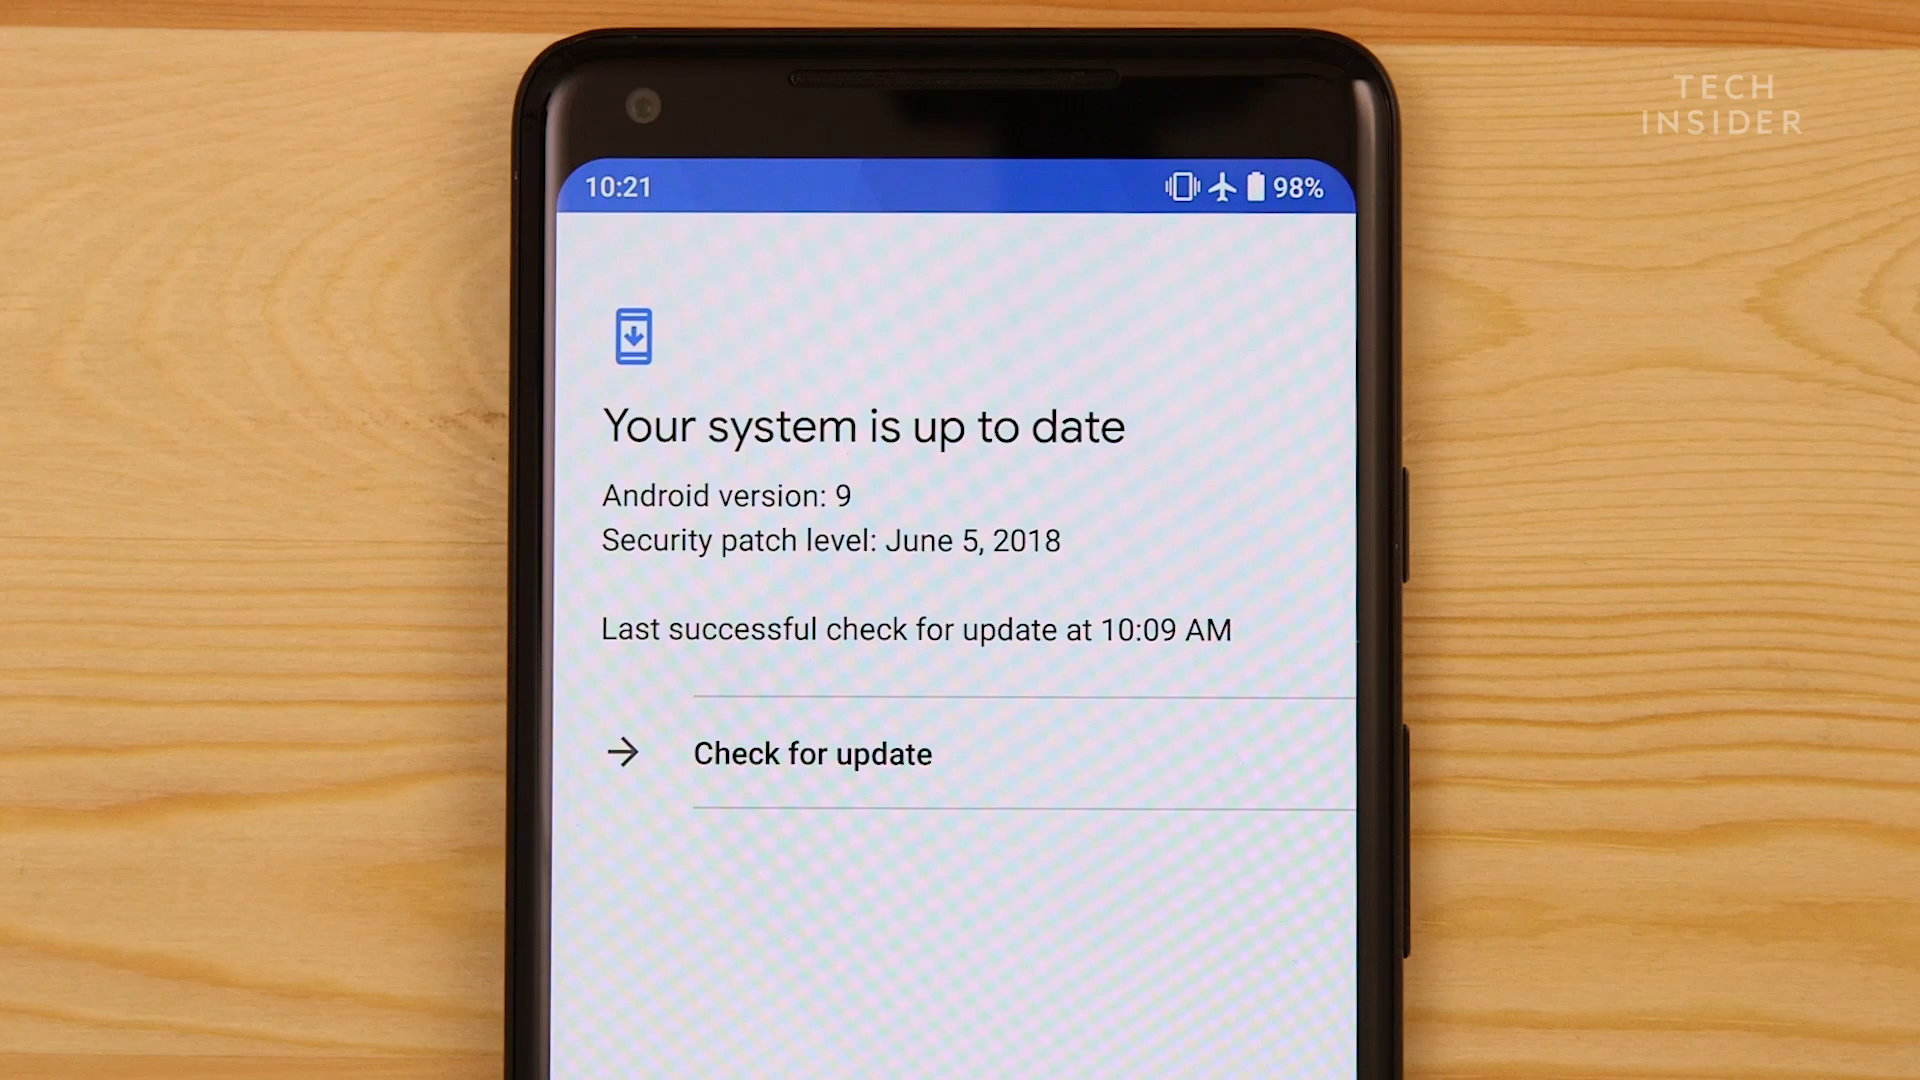 TECH
INSIDER
10:21 98%
Your system is up to date
Android version: 9
Security patch level: June 5, 2018
Last successful check for update at 10:09 AM
Check for update